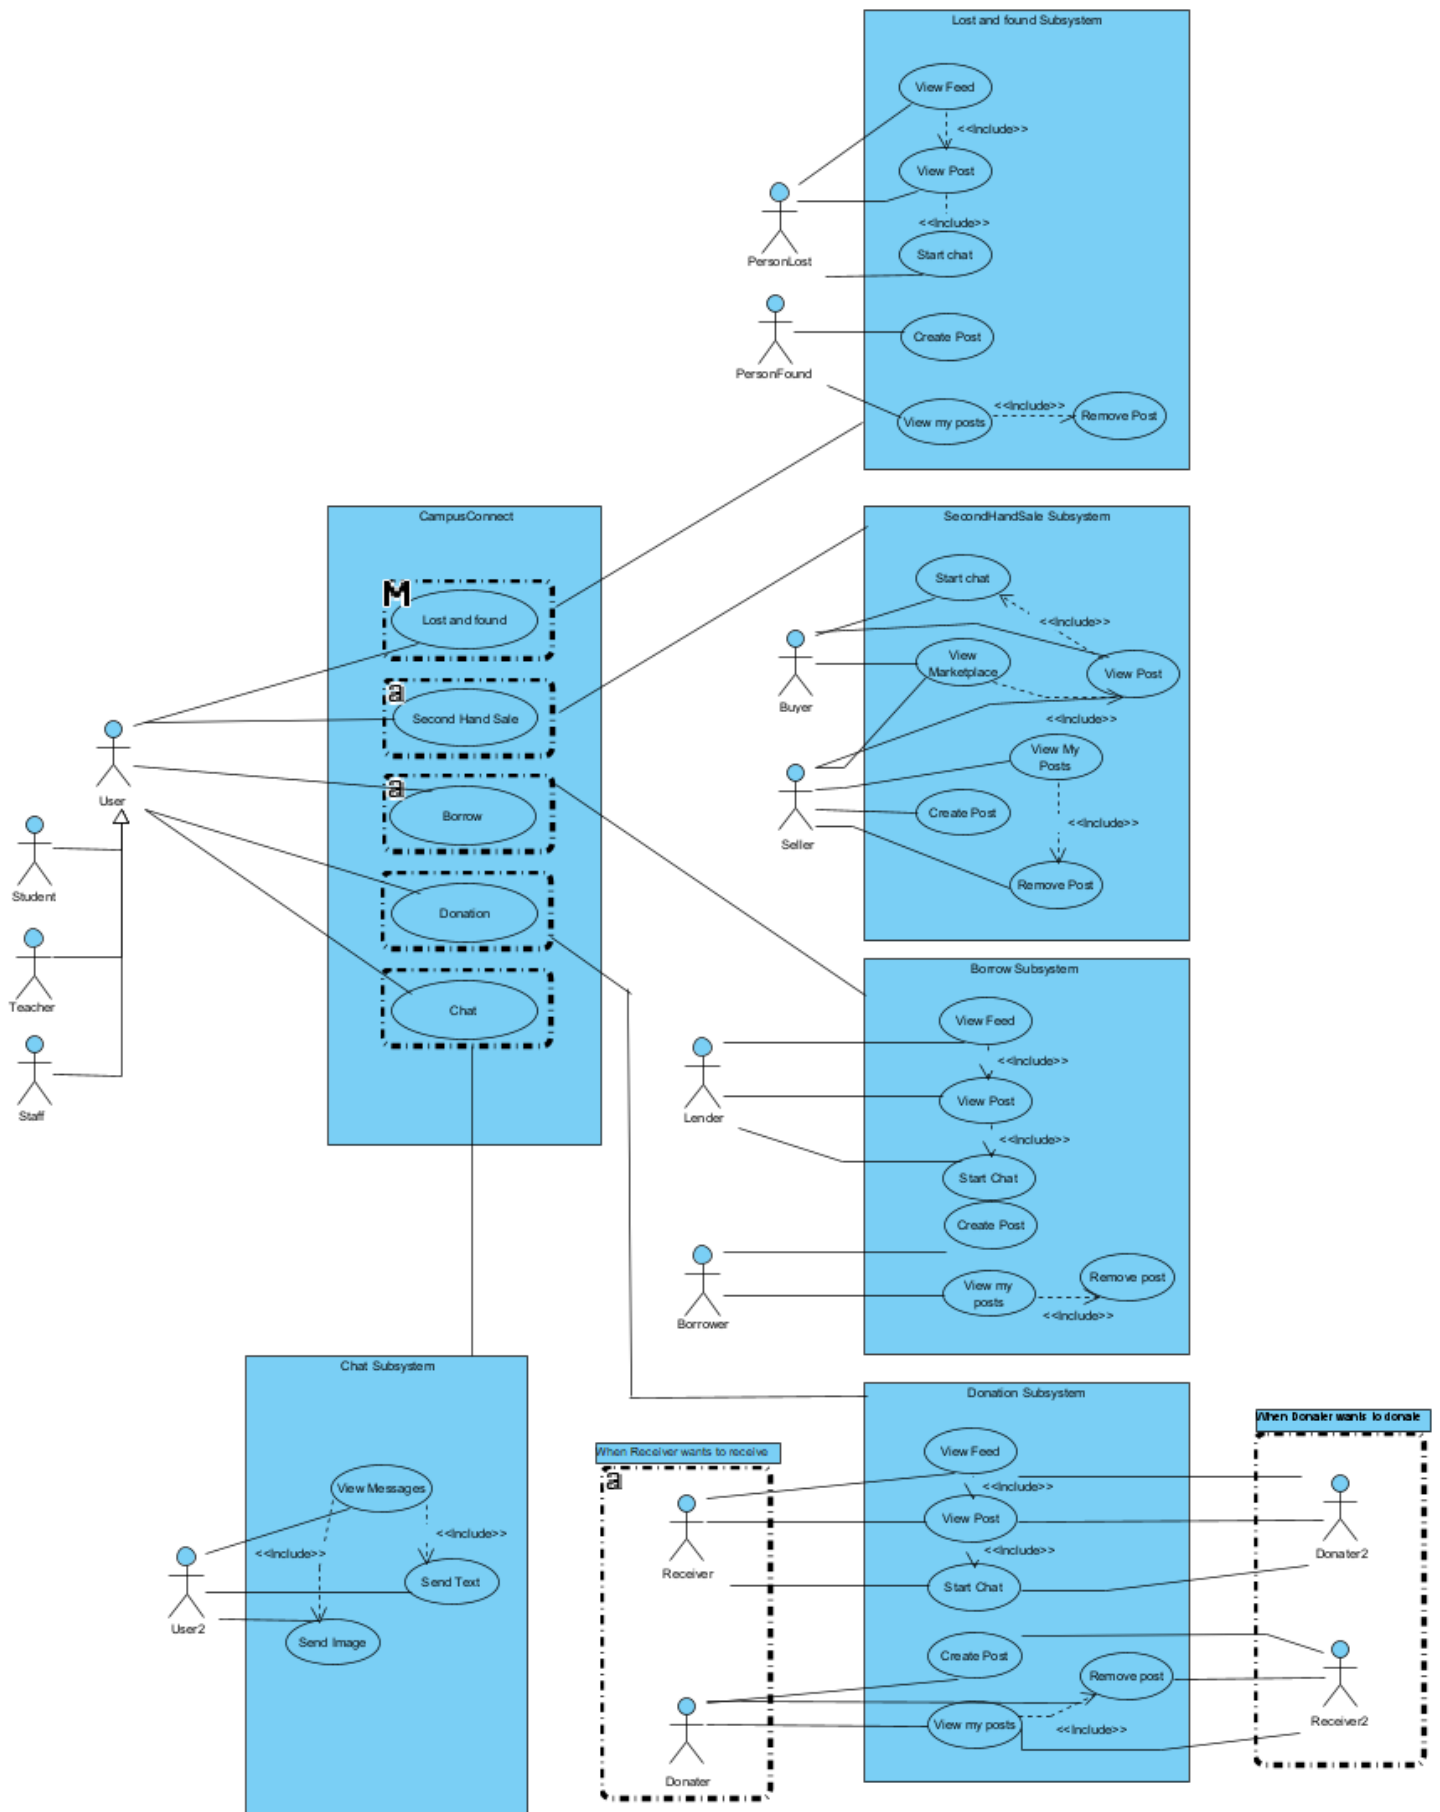 Lost and found Subsystem
View Feed
<<Include>>
View Post
<<Include>>
Start chat
PersonLost
Create Post
PersonFound
<<Include>>
View my posts
Remove Post
CampusConnect
M
Lost and found
a
Second Hand Sale
a
Borrow
Donation
Chat
User
Student
Teacher
Staff
SecondHandSale Subsystem
Start chat
<<Include>>
View
Marketplace
View Post
<<Include>>
Buyer
View My
Posts
Create Post
<<Include>>
Seller
Remove Post
Borrow Subsystem
View Feed
<<Include>>
View Post
<<Include>>
Lender
Start Chat
Create Post
View my
posts
Remove post
<<Include>>
Borrower
Chat Subsystem
View Messages
<<Include>>
<<Include>>
Send Text
User2
Send Image
Donation Subsystem
When Receiver wants to receive
a
When Donater wants to donate
View Feed
<<Include>>
View Post
<<Include>>
Start Chat
Receiver
Donater2
Create Post
Remove post
View my posts
<<Include>>
Donater
Receiver2